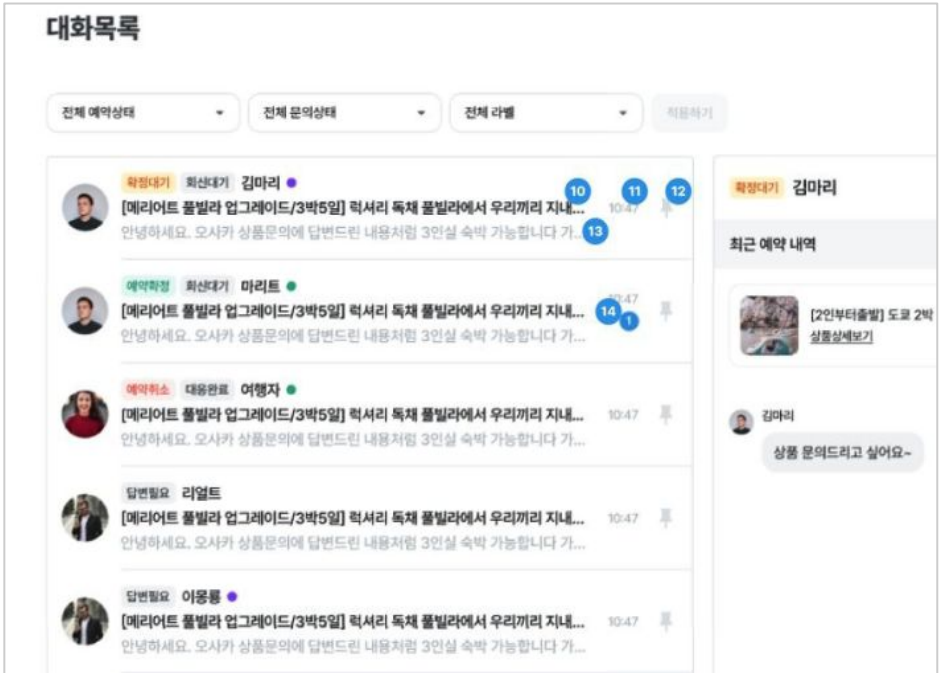 대화목록
전체 예약상태 전체 문의상태 전체 라벨 적용하기
확정대기 회신대기 김마리
[메리어트 풀빌라 업그레이드/3박5일] 럭셔리 독채 풀빌라에서 우리끼리 지내... 10 10:47 11 12
안녕하세요. 오사카 상품문의에 답변드린 내용처럼 3인실 숙박 가능합니다 가... 13
예약확정 회신대기 마리트
[메리어트 풀빌라 업그레이드/3박5일] 럭셔리 독채 풀빌라에서 우리끼리 지내... 10:47 14 1
안녕하세요. 오사카 상품문의에 답변드린 내용처럼 3인실 숙박 가능합니다 가...
예약취소 대응완료 여행자
[메리어트 풀빌라 업그레이드/3박5일] 럭셔리 독채 풀빌라에서 우리끼리 지내... 10:47
안녕하세요. 오사카 상품문의에 답변드린 내용처럼 3인실 숙박 가능합니다 가...
답변필요 리얼트
[메리어트 풀빌라 업그레이드/3박5일] 럭셔리 독채 풀빌라에서 우리끼리 지내... 10:47
안녕하세요. 오사카 상품문의에 답변드린 내용처럼 3인실 숙박 가능합니다 가...
답변필요 이몽룡
[메리어트 풀빌라 업그레이드/3박5일] 럭셔리 독채 풀빌라에서 우리끼리 지내... 10:47
안녕하세요. 오사카 상품문의에 답변드린 내용처럼 3인실 숙박 가능합니다 가...
확정대기 김마리
최근 예약 내역
[2인부터출발] 도쿄 2박
상품상세보기
김마리
상품 문의드리고 싶어요~